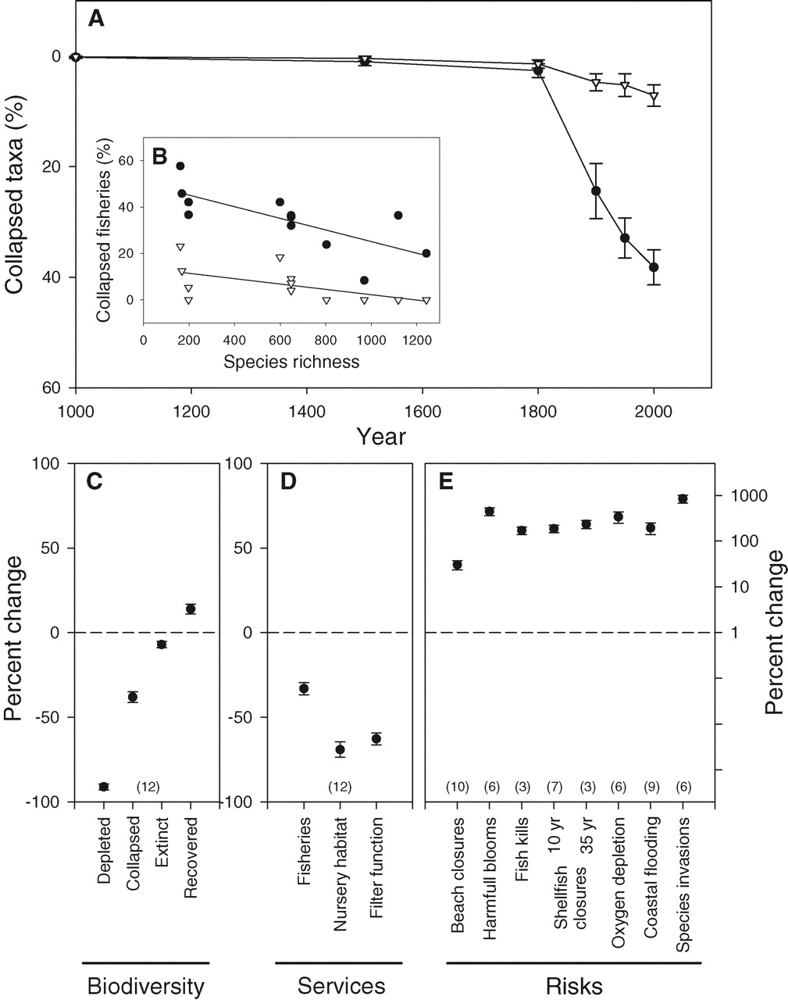 A
Collapsed taxa (%)
0
20
40
60
B
Collapsed fisheries (%)
60
40
20
0
0 200 400 600 800 1000 1200
Species richness
1000 1200 1400 1600 1800 2000
Year
C
Percent change
100
50
0
-50
-100
(12)
Depleted
Collapsed
Extinct
Recovered
Biodiversity
D
100
50
0
-50
-100
(12)
Fisheries
Nursery habitat
Filter function
Services
E
1000
100
10
1
Percent change
(10) (6) (3) (7) (3) (6) (9) (6)
Beach closures
Harmfull blooms
Fish kills
Shellfish 10 yr
closures 35 yr
Oxygen depletion
Coastal flooding
Species invasions
Risks